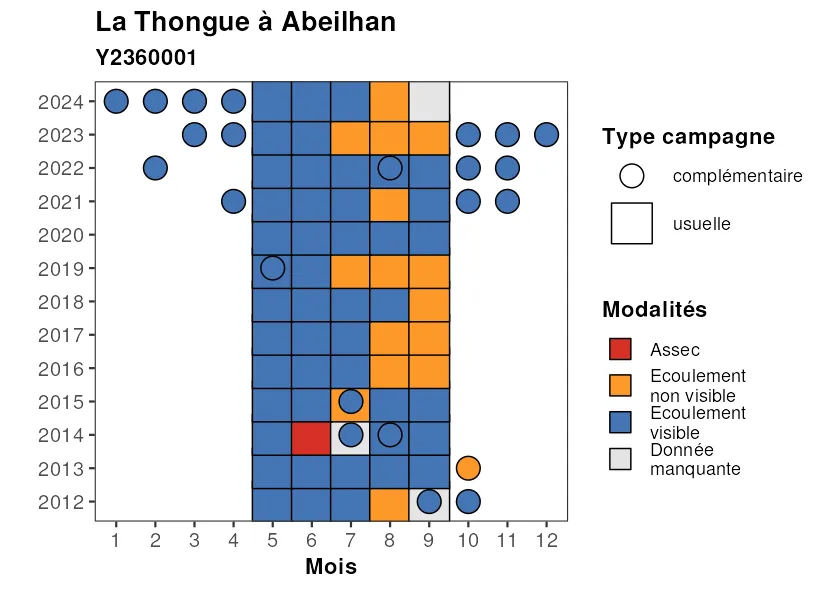 La Thongue à Abeilhan
Y2360001
2024
2023
2022
2021
2020
2019
2018
2017
2016
2015
2014
2013
2012
1 2 3 4 5 6 7 8 9 10 11 12
Mois
Type campagne
complémentaire
usuelle
Modalités
Assec
Ecoulement
non visible
Ecoulement
visible
Donnée
manquante